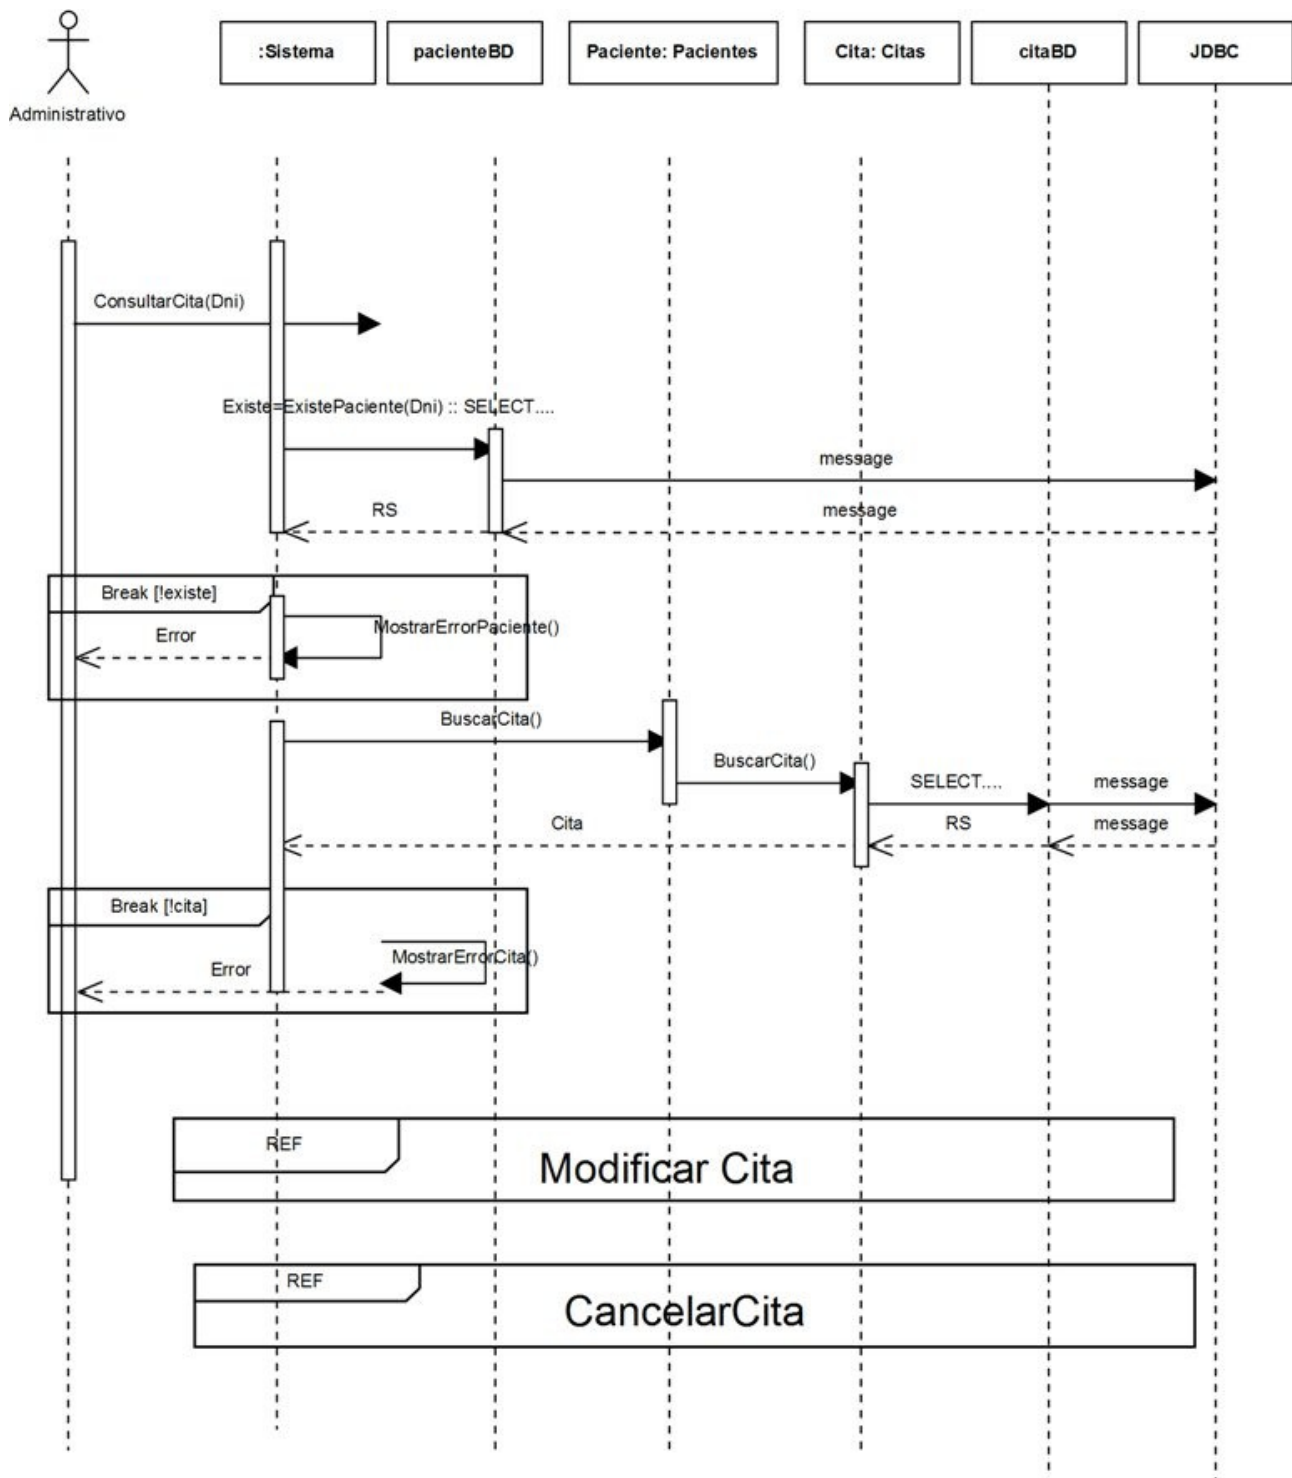 :Sistema
pacienteBD
Paciente: Pacientes
Cita: Citas
citaBD
JDBC
Administrativo
ConsultarCita(Dni)
Existe=ExistePaciente(Dni) :: SELECT....
message
RS
message
Break [!existe]
MostrarErrorPaciente()
Error
BuscarCita()
BuscarCita()
SELECT....
message
Cita
RS
message
Break [!cita]
MostrarErrorCita()
Error
REF
Modificar Cita
REF
CancelarCita